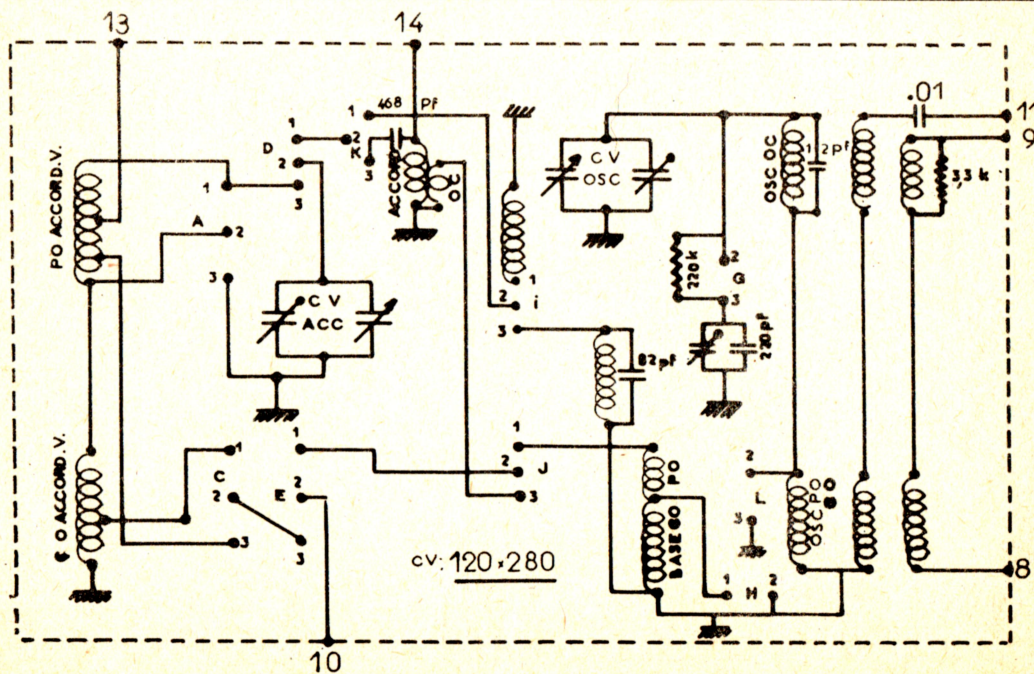 13
14
11
9
8
10
468 Pf
.01
3,3 k
PO ACCORD.V.
1
A
2
3
1
D
2
3
1
2
K
3
ACCORD
OC
CV
ACC
1
2
i
3
CV
OSC
220k
2
G
3
220pf
OSC OC
12pf
82pf
O ACCORD.V.
1
C
2
3
1
E
2
3
1
2
J
3
PO
BASE GO
1
H
2
2
L
3
OSC PO
GO
CV: 120×280